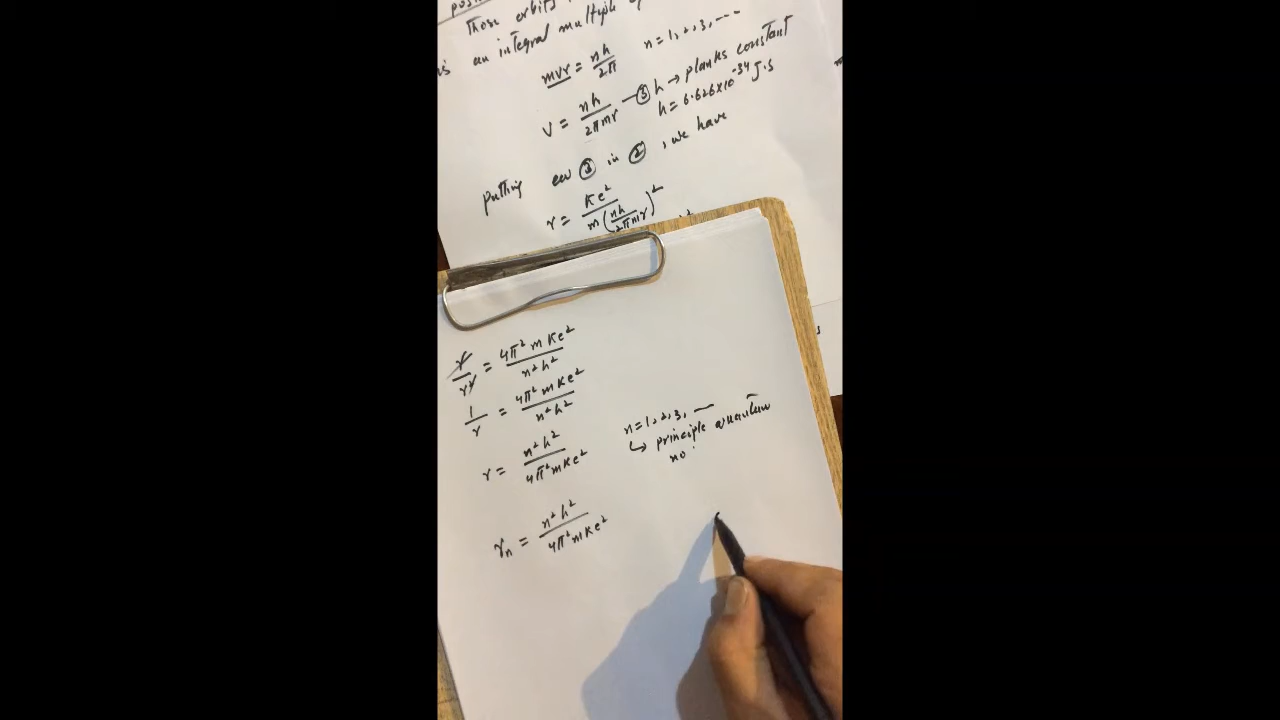 Those orbits
an integral multiple
mvr = nh/2π n = 1, 2, 3, ---
V = nh/2πmr —③ h → planks constant
h = 6.626×10⁻³⁴ J.s
putting eq ③ in ②, we have
r = Ke²/m(nh/2πmr)²
r/rr = 4π²mKe²/n²h²
1/r = 4π²mKe²/n²h²
r = n²h²/4π²mKe²
n = 1, 2, 3, —
↳ principle quantum
no.
rₙ = n²h²/4π²mKe²